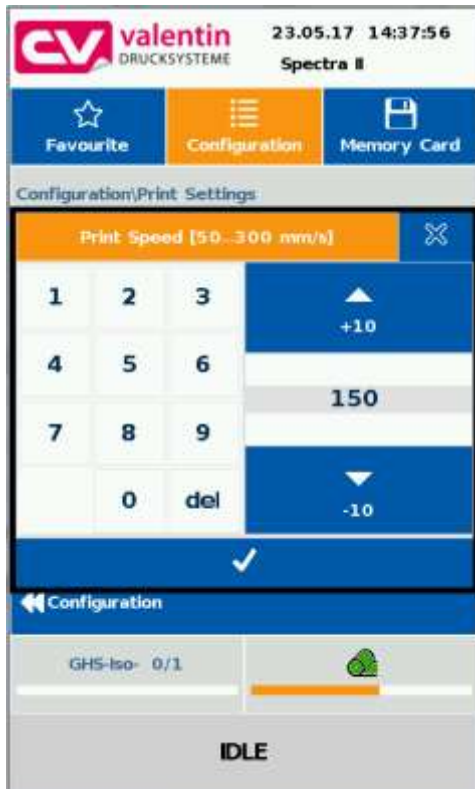 CV valentin
DRUCKSYSTEME
23.05.17 14:37:56
Spectra II
Favourite
Configuration
Memory Card
Configuration\Print Settings
Print Speed [50..300 mm/s]
1 2 3
+10
4 5 6
150
7 8 9
0 del
-10
Configuration
GHS-Iso- 0/1
IDLE